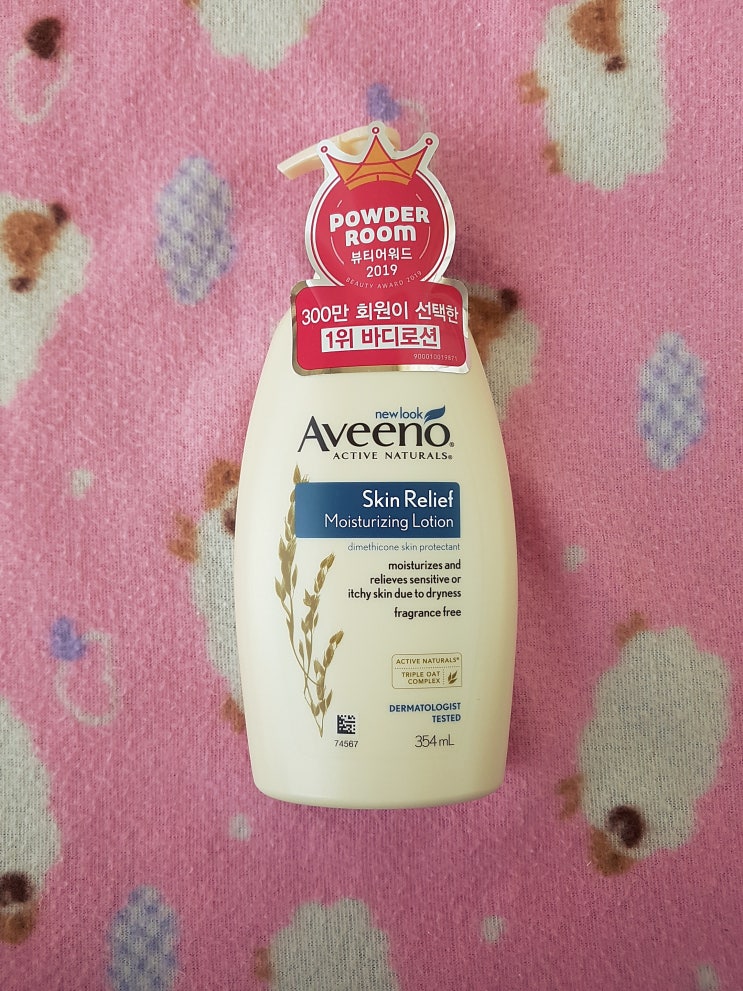 POWDER
ROOM
뷰티어워드
2019
BEAUTY AWARD 2019
300만 회원이 선택한
1위 바디로션
900010019871
new look
Aveeno®
ACTIVE NATURALS®
Skin Relief
Moisturizing Lotion
dimethicone skin protectant
moisturizes and
relieves sensitive or
itchy skin due to dryness
fragrance free
ACTIVE NATURALS®
TRIPLE OAT
COMPLEX
DERMATOLOGIST
TESTED
74567
354 mL